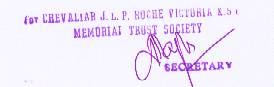 for CHEVALIAR J. L. P. ROCHE VICTORIA K.S.
MEMORIAL TRUST SOCIETY
SECRETARY